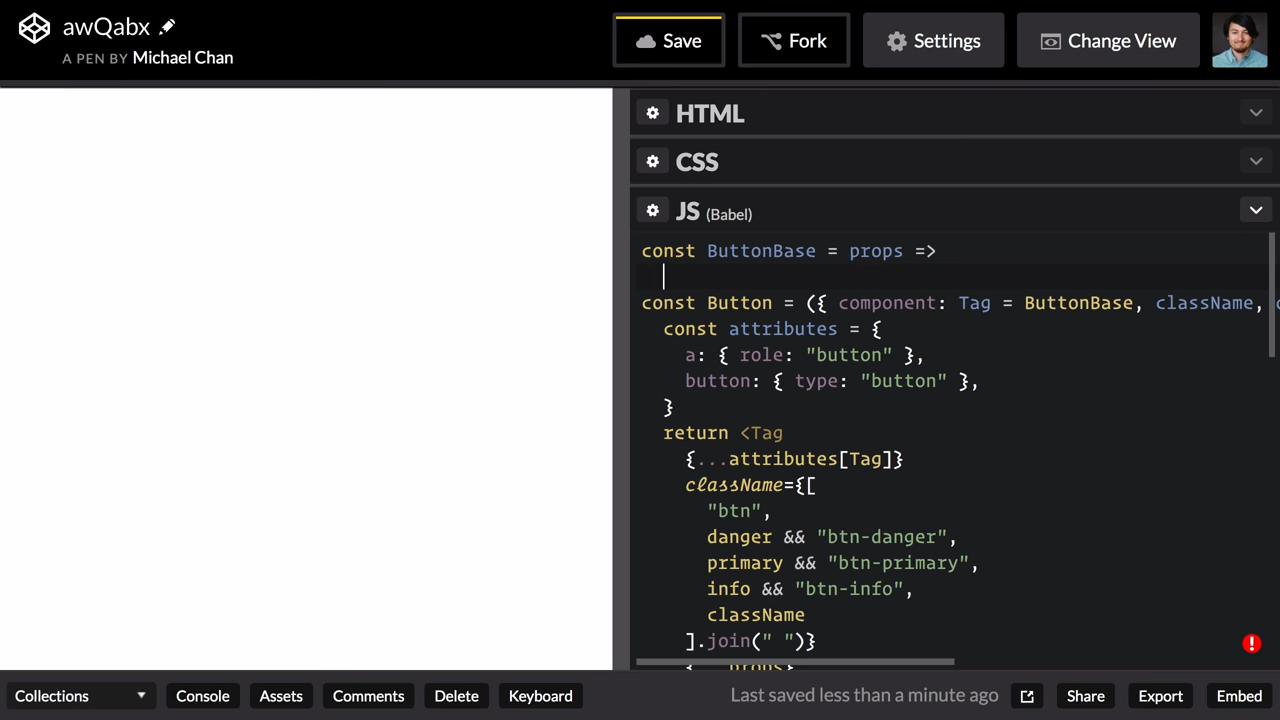 awQabx
A PEN BY Michael Chan
Save
Fork
Settings
Change View
HTML
CSS
JS (Babel)
const ButtonBase = props =>
const Button = ({ component: Tag = ButtonBase, className,
const attributes = {
a: { role: "button" },
button: { type: "button" },
}
return <Tag
{...attributes[Tag]}
className={[
"btn",
danger && "btn-danger",
primary && "btn-primary",
info && "btn-info",
className
].join(" ")}
{...props}
Collections
Console
Assets
Comments
Delete
Keyboard
Last saved less than a minute ago
Share
Export
Embed